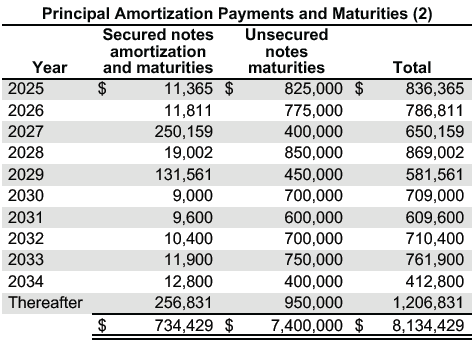 Principal Amortization Payments and Maturities (2)
Secured notes Unsecured
amortization notes
Year and maturities maturities Total
2025 $ 11,365 $ 825,000 $ 836,365
2026 11,811 775,000 786,811
2027 250,159 400,000 650,159
2028 19,002 850,000 869,002
2029 131,561 450,000 581,561
2030 9,000 700,000 709,000
2031 9,600 600,000 609,600
2032 10,400 700,000 710,400
2033 11,900 750,000 761,900
2034 12,800 400,000 412,800
Thereafter 256,831 950,000 1,206,831
$ 734,429 $ 7,400,000 $ 8,134,429